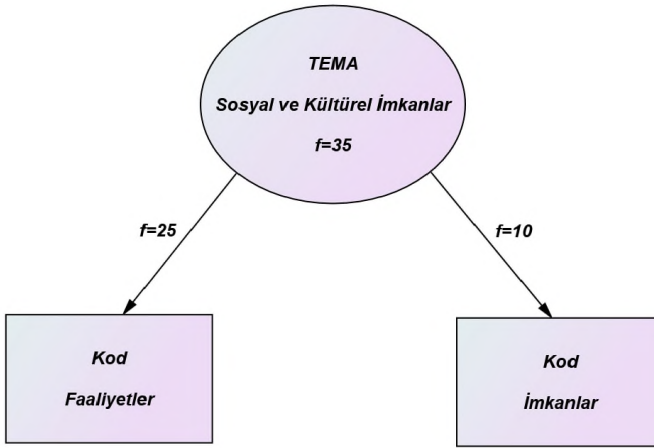 TEMA
Sosyal ve Kültürel İmkanlar
f=35
f=25
f=10
Kod
Faaliyetler
Kod
İmkanlar